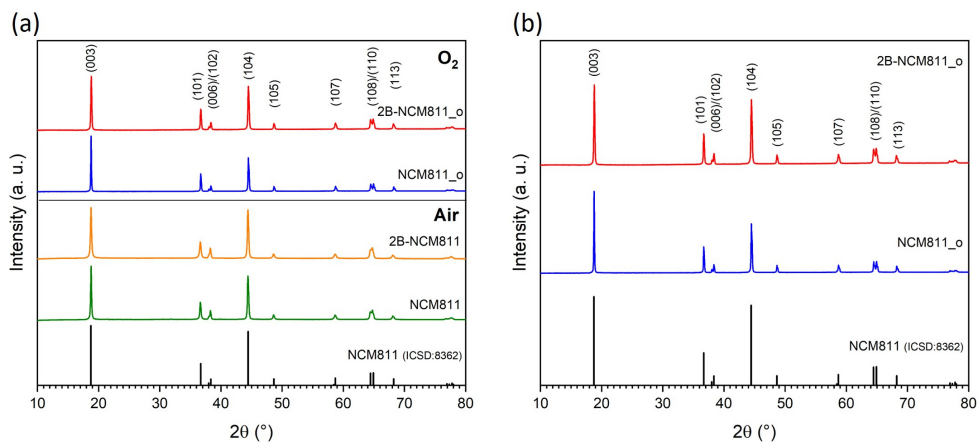 (a)
(003)
(101)
(006)/(102)
(104)
(105)
(107)
(108)/(110)
(113)
O2
2B-NCM811_o
NCM811_o
Air
2B-NCM811
NCM811
NCM811 (ICSD:8362)
Intensity (a. u.)
10 20 30 40 50 60 70 80
2θ (°)
(b)
(003)
(101)
(006)/(102)
(104)
(105)
(107)
(108)/(110)
(113)
2B-NCM811_o
NCM811_o
NCM811 (ICSD:8362)
Intensity (a. u.)
10 20 30 40 50 60 70 80
2θ (°)